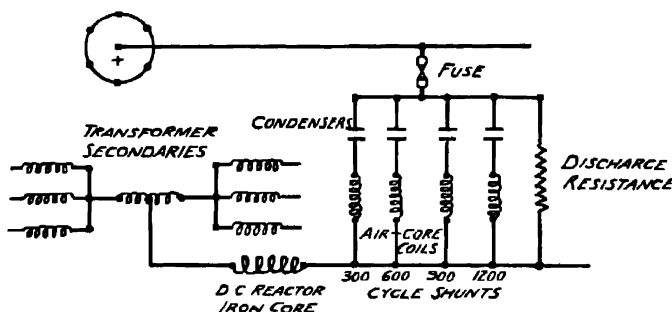 +
FUSE
TRANSFORMER
SECONDARIES
CONDENSERS
DISCHARGE
RESISTANCE
AIR-CORE
COILS
300 600 900 1200
CYCLE SHUNTS
D C REACTOR
IRON CORE